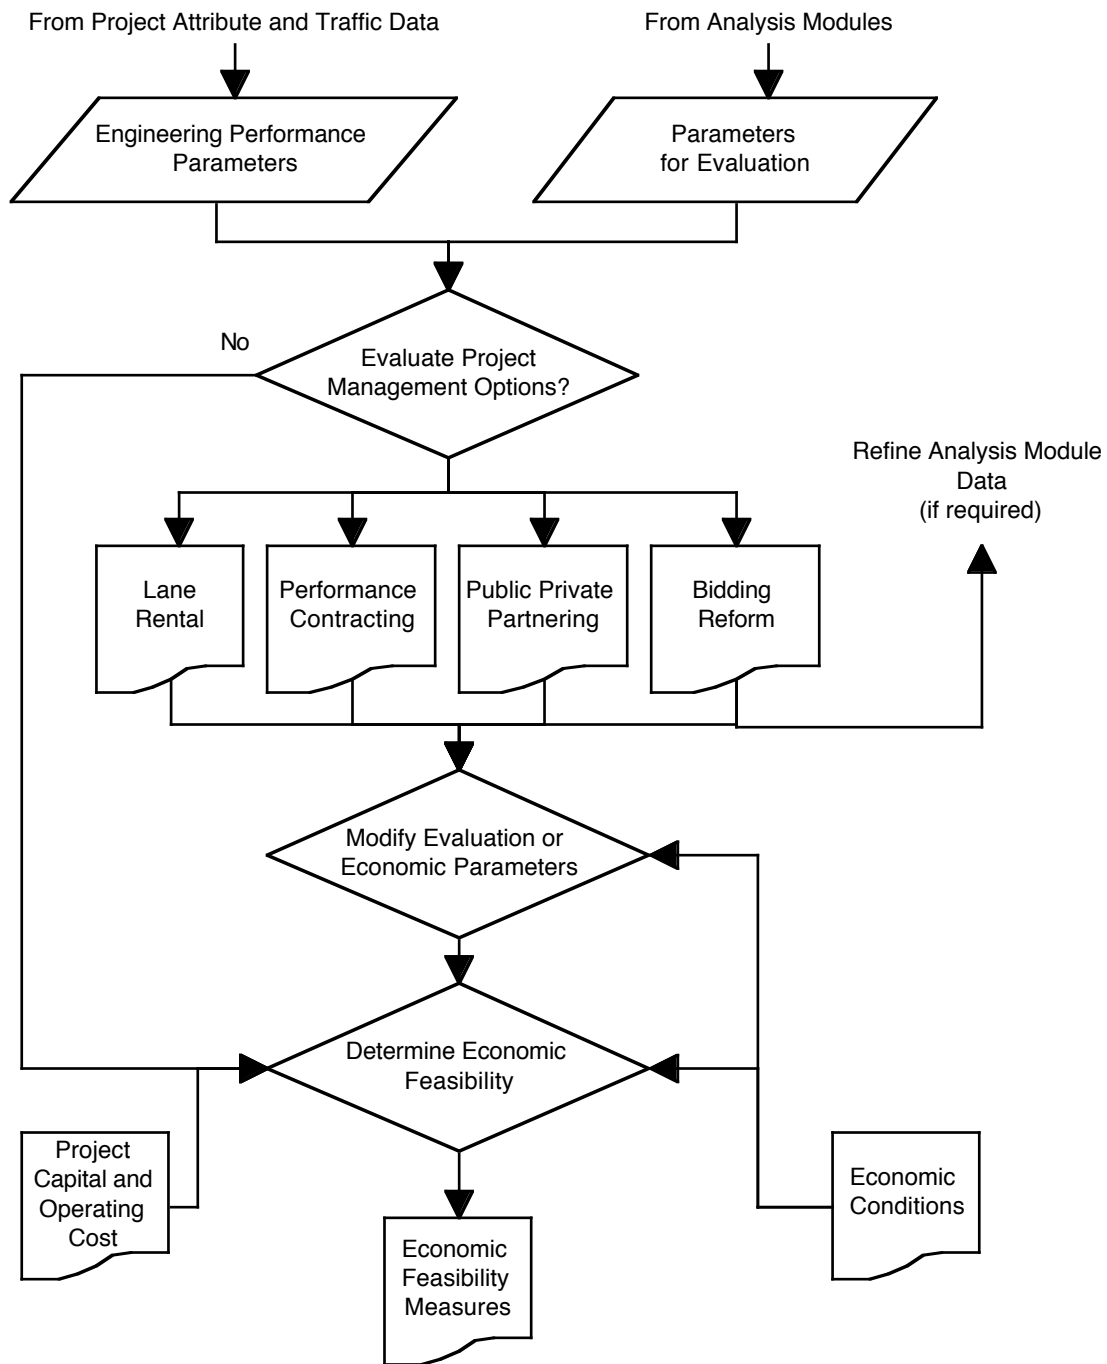 From Project Attribute and Traffic Data
From Analysis Modules
Engineering Performance
Parameters
Parameters
for Evaluation
No
Evaluate Project
Management Options?
Refine Analysis Module
Data
(if required)
Lane
Rental
Performance
Contracting
Public Private
Partnering
Bidding
Reform
Modify Evaluation or
Economic Parameters
Determine Economic
Feasibility
Project
Capital and
Operating
Cost
Economic
Conditions
Economic
Feasibility
Measures